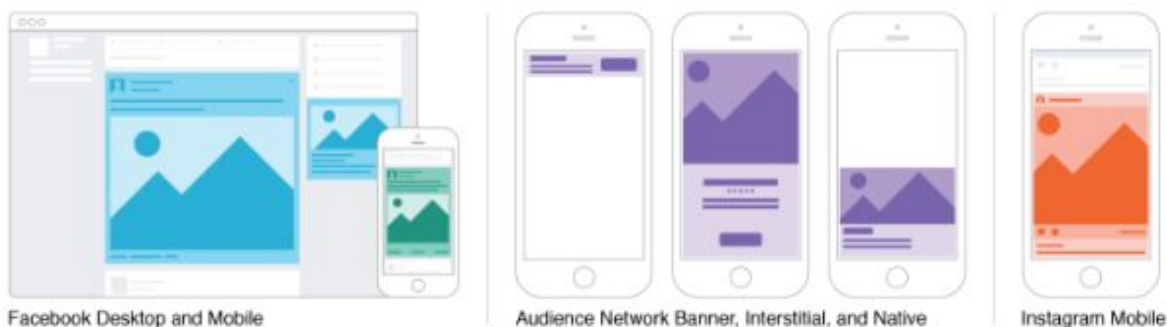 Facebook Desktop and Mobile
Audience Network Banner, Interstitial, and Native
Instagram Mobile